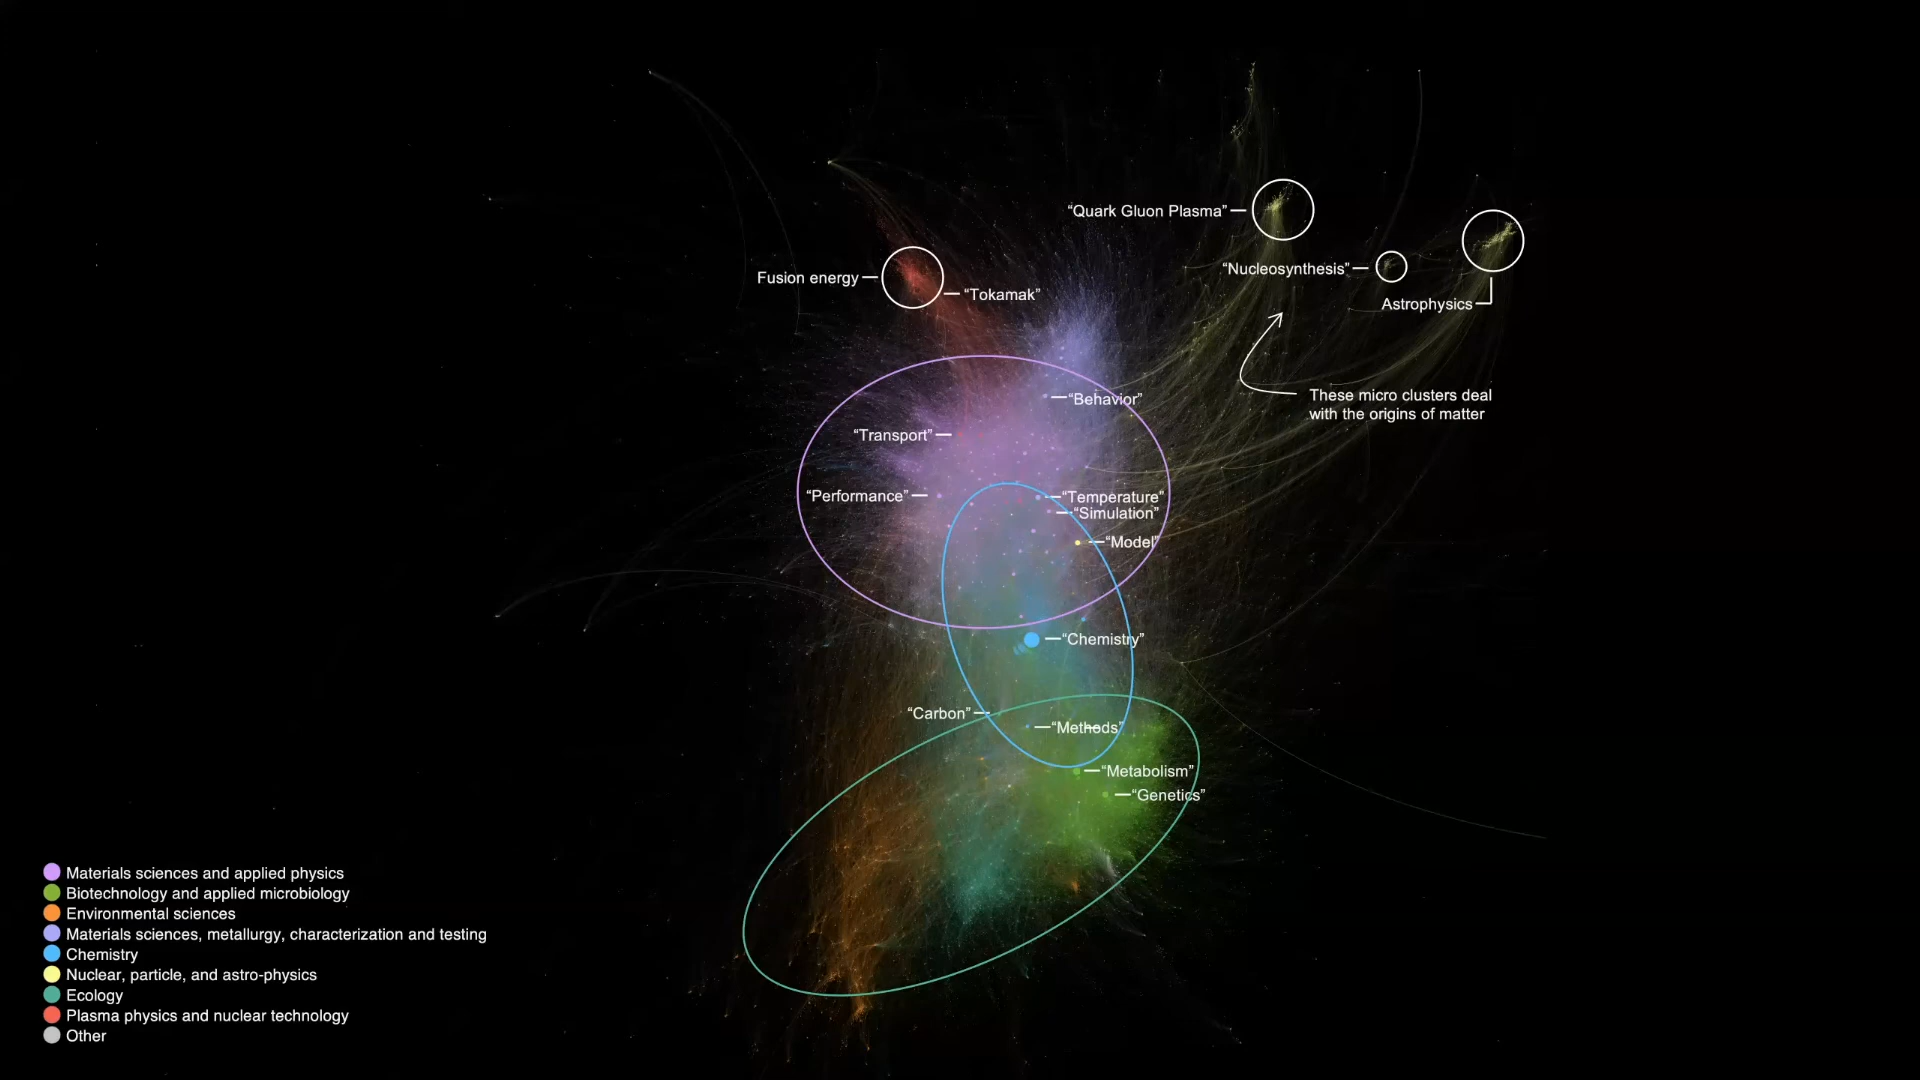 “Quark Gluon Plasma”
“Nucleosynthesis”
Fusion energy
“Tokamak”
Astrophysics
These micro clusters deal
with the origins of matter
“Behavior”
“Transport”
“Performance”
“Temperature”
“Simulation”
“Model”
“Chemistry”
“Carbon”
“Methods”
“Metabolism”
“Genetics”
Materials sciences and applied physics
Biotechnology and applied microbiology
Environmental sciences
Materials sciences, metallurgy, characterization and testing
Chemistry
Nuclear, particle, and astro-physics
Ecology
Plasma physics and nuclear technology
Other